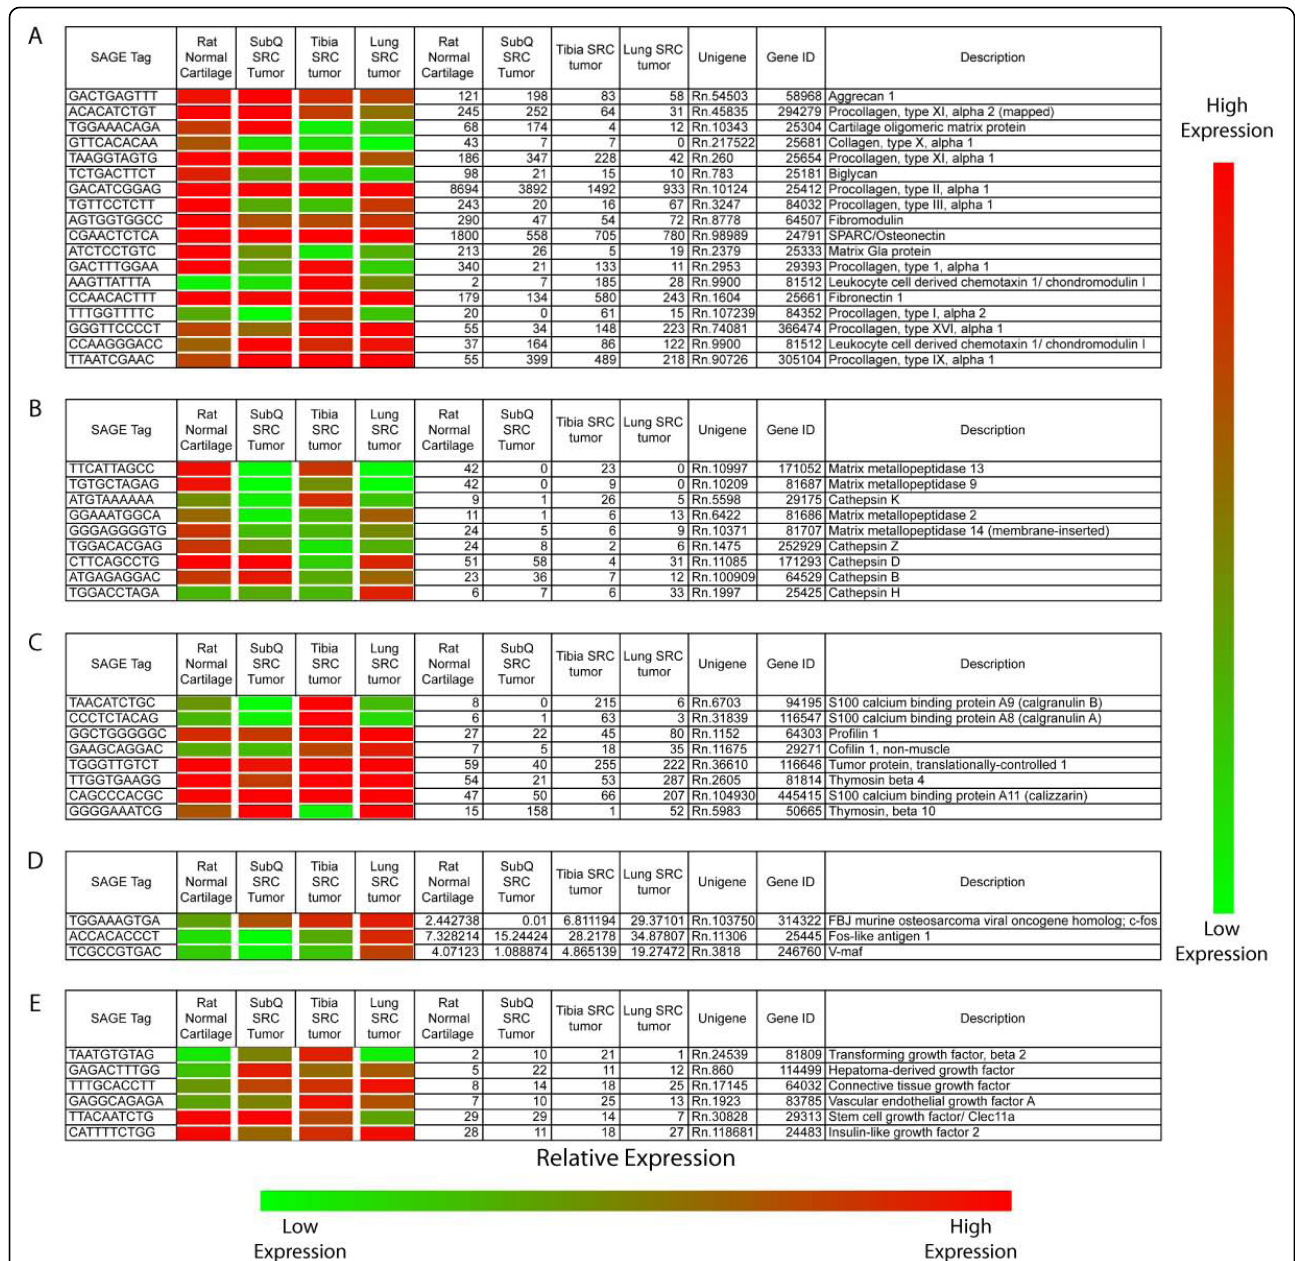 A
SAGE Tag Rat Normal Cartilage SubQ SRC Tumor Tibia SRC tumor Lung SRC tumor Rat Normal Cartilage SubQ SRC Tumor Tibia SRC tumor Lung SRC tumor Unigene Gene ID Description
GACTGAGTTT 121 198 83 58 Rn.54503 58968 Aggrecan 1
ACACATCTGT 245 252 64 31 Rn.45835 294279 Procollagen, type XI, alpha 2 (mapped)
TGGAAACAGA 68 174 4 12 Rn.10343 25304 Cartilage oligomeric matrix protein
GTTCACACAA 43 7 7 0 Rn.217522 25681 Collagen, type X, alpha 1
TAAGGTAGTG 186 347 228 42 Rn.260 25654 Procollagen, type XI, alpha 1
TCTGACTTCT 98 21 15 10 Rn.783 25181 Biglycan
GACATCGGAG 8694 3892 1492 933 Rn.10124 25412 Procollagen, type II, alpha 1
TGTTCCTCTT 243 20 16 67 Rn.3247 84032 Procollagen, type III, alpha 1
AGTGGTGGCC 290 47 54 72 Rn.8778 64507 Fibromodulin
CGAACTCTCA 1800 558 705 780 Rn.98989 24791 SPARC/Osteonectin
ATCTCCTGTC 213 26 5 19 Rn.2379 25333 Matrix Gla protein
GACTTTGGAA 340 21 133 11 Rn.2953 29393 Procollagen, type 1, alpha 1
AAGTTATTTA 2 7 185 28 Rn.9900 81512 Leukocyte cell derived chemotaxin 1/ chondromodulin I
CCAACACTTT 179 134 580 243 Rn.1604 25661 Fibronectin 1
TTTGGTTTTC 20 0 61 15 Rn.107239 84352 Procollagen, type I, alpha 2
GGGTTCCCCT 55 34 148 223 Rn.74081 366474 Procollagen, type XVI, alpha 1
CCAAGGGACC 37 164 86 122 Rn.9900 81512 Leukocyte cell derived chemotaxin 1/ chondromodulin I
TTAATCGAAC 55 399 489 218 Rn.90726 305104 Procollagen, type IX, alpha 1
B
SAGE Tag Rat Normal Cartilage SubQ SRC Tumor Tibia SRC tumor Lung SRC tumor Rat Normal Cartilage SubQ SRC Tumor Tibia SRC tumor Lung SRC tumor Unigene Gene ID Description
TTCATTAGCC 42 0 23 0 Rn.10997 171052 Matrix metallopeptidase 13
TGTGCTAGAG 42 0 9 0 Rn.10209 81687 Matrix metallopeptidase 9
ATGTAAAAAA 9 1 26 5 Rn.5598 29175 Cathepsin K
GGAAATGGCA 11 1 6 13 Rn.6422 81686 Matrix metallopeptidase 2
GGGAGGGGTG 24 5 6 9 Rn.10371 81707 Matrix metallopeptidase 14 (membrane-inserted)
TGGACACGAG 24 8 2 6 Rn.1475 252929 Cathepsin Z
CTTCAGCCTG 51 58 4 31 Rn.11085 171293 Cathepsin D
ATGAGAGGAC 23 36 7 12 Rn.100909 64529 Cathepsin B
TGGACCTAGA 6 7 6 33 Rn.1997 25425 Cathepsin H
C
SAGE Tag Rat Normal Cartilage SubQ SRC Tumor Tibia SRC tumor Lung SRC tumor Rat Normal Cartilage SubQ SRC Tumor Tibia SRC tumor Lung SRC tumor Unigene Gene ID Description
TAACATCTGC 8 0 215 6 Rn.6703 94195 S100 calcium binding protein A9 (calgranulin B)
CCCTCTACAG 6 1 63 3 Rn.31839 116547 S100 calcium binding protein A8 (calgranulin A)
GGCTGGGGGC 27 22 45 80 Rn.1152 64303 Profilin 1
GAAGCAGGAC 7 5 18 35 Rn.11675 29271 Cofilin 1, non-muscle
TGGGTTGTCT 59 40 255 222 Rn.36610 116646 Tumor protein, translationally-controlled 1
TTGGTGAAGG 54 21 53 287 Rn.2605 81814 Thymosin beta 4
CAGCCCACGC 47 50 66 207 Rn.104930 445415 S100 calcium binding protein A11 (calizzarin)
GGGGAAATCG 15 158 1 52 Rn.5983 50665 Thymosin, beta 10
D
SAGE Tag Rat Normal Cartilage SubQ SRC Tumor Tibia SRC tumor Lung SRC tumor Rat Normal Cartilage SubQ SRC Tumor Tibia SRC tumor Lung SRC tumor Unigene Gene ID Description
TGGAAAGTGA 2.442738 0.01 6.811194 29.37101 Rn.103750 314322 FBJ murine osteosarcoma viral oncogene homolog; c-fos
ACCACACCCT 7.328214 15.24424 28.2178 34.87807 Rn.11306 25445 Fos-like antigen 1
TCGCCGTGAC 4.07123 1.088874 4.865139 19.27472 Rn.3818 246760 V-maf
E
SAGE Tag Rat Normal Cartilage SubQ SRC Tumor Tibia SRC tumor Lung SRC tumor Rat Normal Cartilage SubQ SRC Tumor Tibia SRC tumor Lung SRC tumor Unigene Gene ID Description
TAATGTGTAG 2 10 21 1 Rn.24539 81809 Transforming growth factor, beta 2
GAGACTTTGG 5 22 11 12 Rn.860 114499 Hepatoma-derived growth factor
TTTGCACCTT 8 14 18 25 Rn.17145 64032 Connective tissue growth factor
GAGGCAGAGA 7 10 25 13 Rn.1923 83785 Vascular endothelial growth factor A
TTACAATCTG 29 29 14 7 Rn.30828 29313 Stem cell growth factor/ Clec11a
CATTTTCTGG 28 11 18 27 Rn.118681 24483 Insulin-like growth factor 2
Relative Expression
Low Expression
High Expression
High Expression
Low Expression